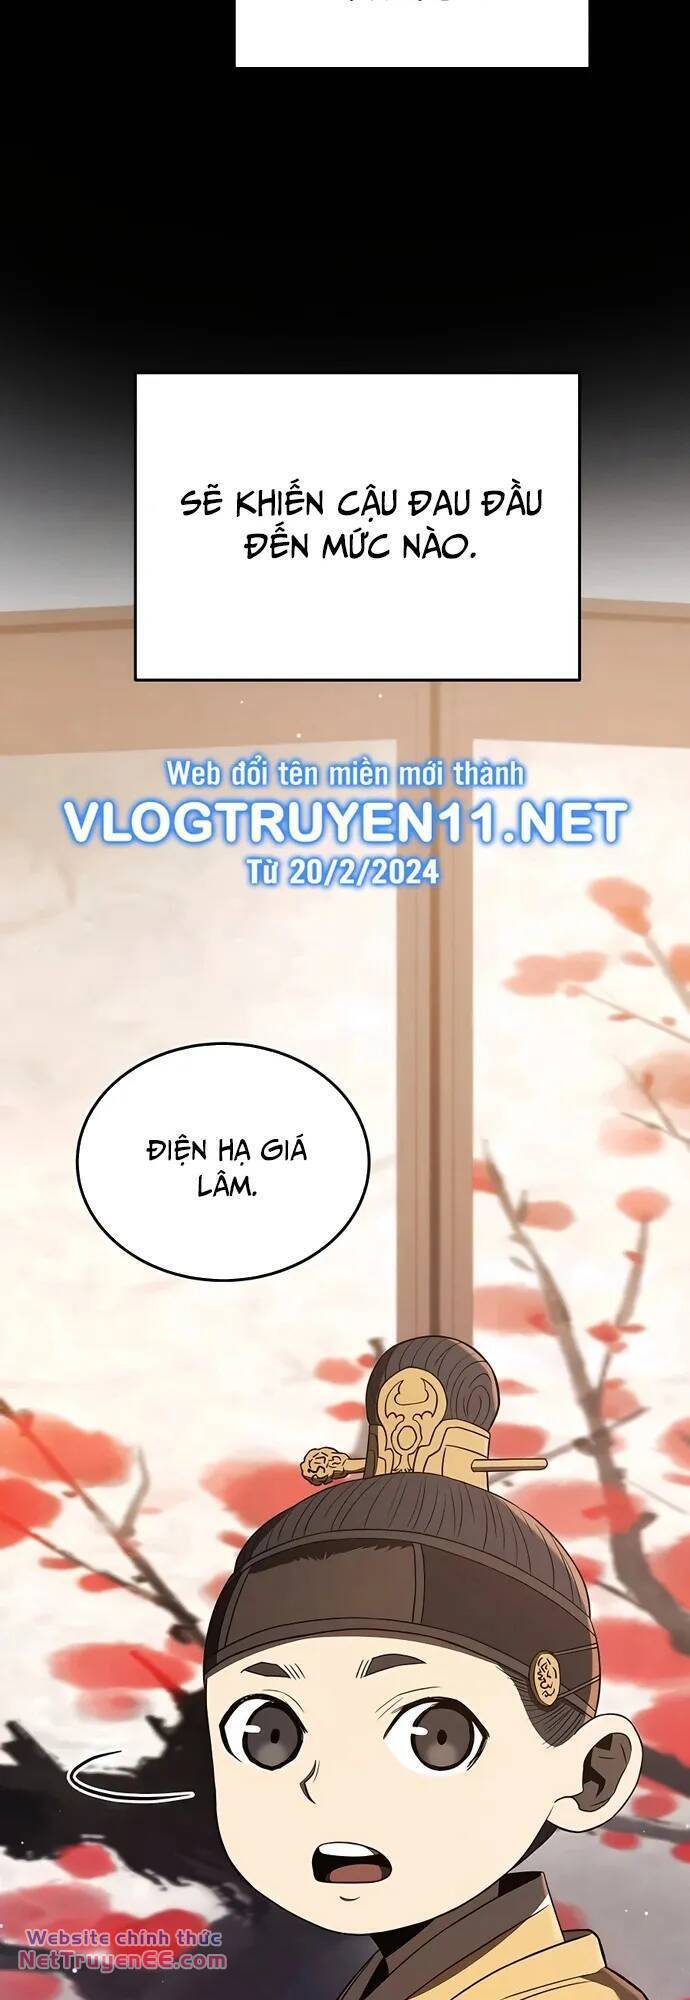 SẼ KHIẾN CẬU ĐAU ĐẦU
ĐẾN MỨC NÀO.
Web đổi tên miền mới thành
VLOGTRUYEN11.NET
Từ 20/2/2024
ĐIỆN HẠ GIÁ
LÂM.
Website chính thức
NetTruyenEE.com